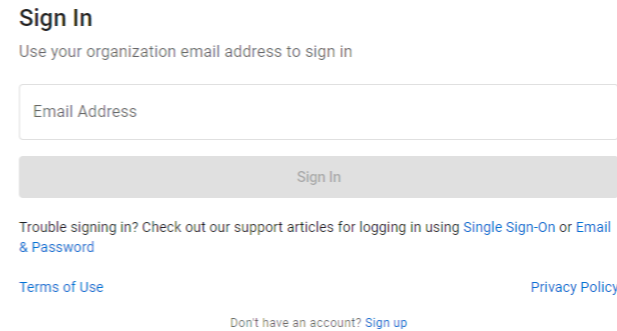 Sign In
Use your organization email address to sign in
Email Address
Sign In
Trouble signing in? Check out our support articles for logging in using Single Sign-On or Email
& Password
Terms of Use
Privacy Policy
Don't have an account? Sign up